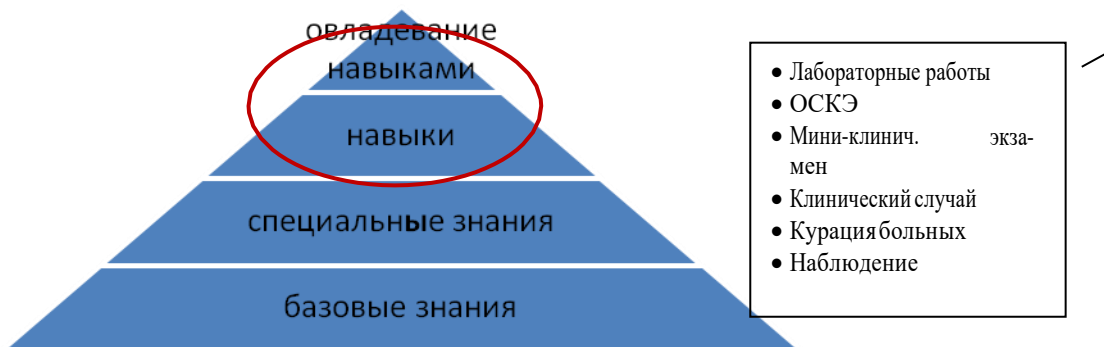 овладевание
навыками
навыки
специальные знания
базовые знания
• Лабораторные работы
• ОСКЭ
• Мини-клинич. экза-
мен
• Клинический случай
• Курация больных
• Наблюдение